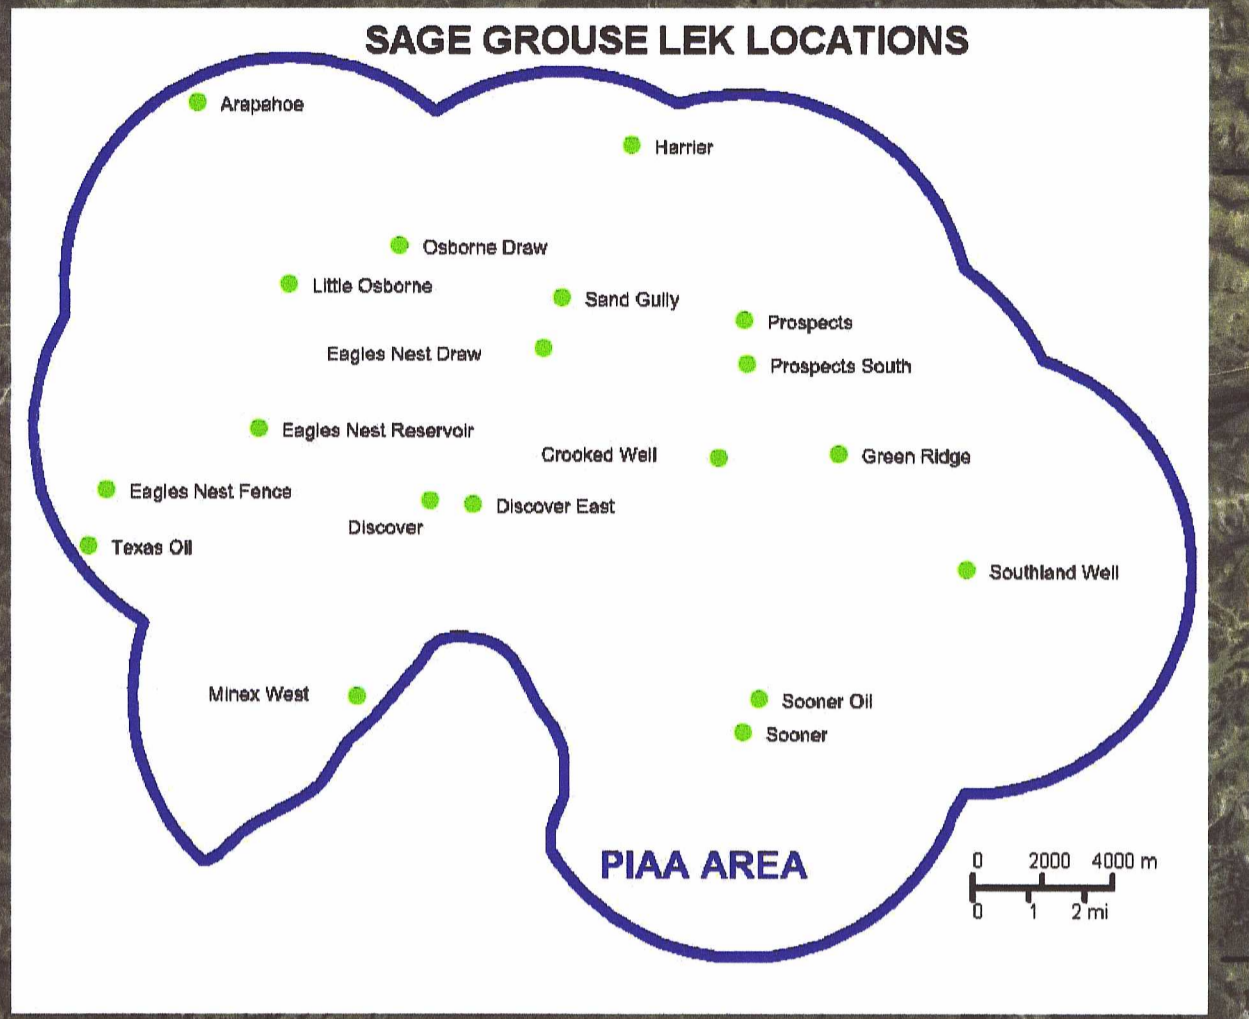 SAGE GROUSE LEK LOCATIONS
Arapahoe
Harrier
Osborne Draw
Little Osborne
Sand Gully
Prospects
Eagles Nest Draw
Prospects South
Eagles Nest Reservoir
Crooked Well
Green Ridge
Eagles Nest Fence
Discover East
Discover
Texas Oil
Southland Well
Minex West
Sooner Oil
Sooner
PIAA AREA
0 2000 4000 m
0 1 2 mi